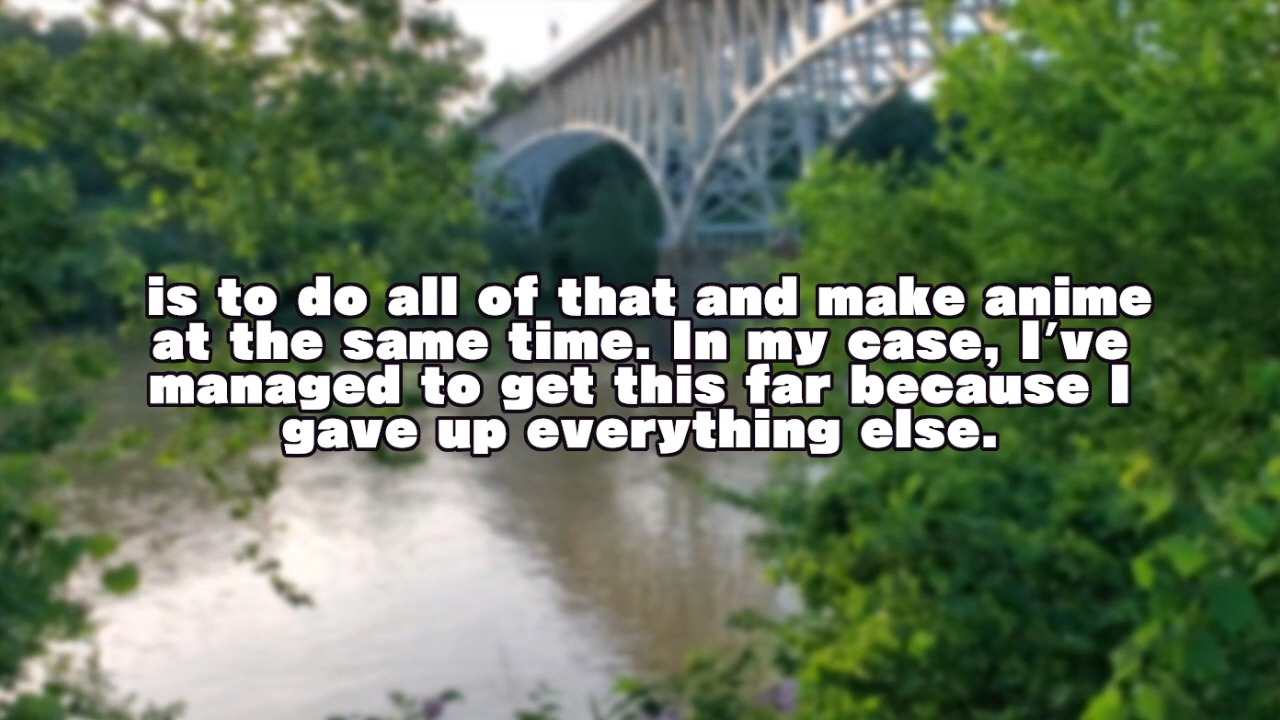 is to do all of that and make anime
at the same time. In my case, I've
managed to get this far because I
gave up everything else.